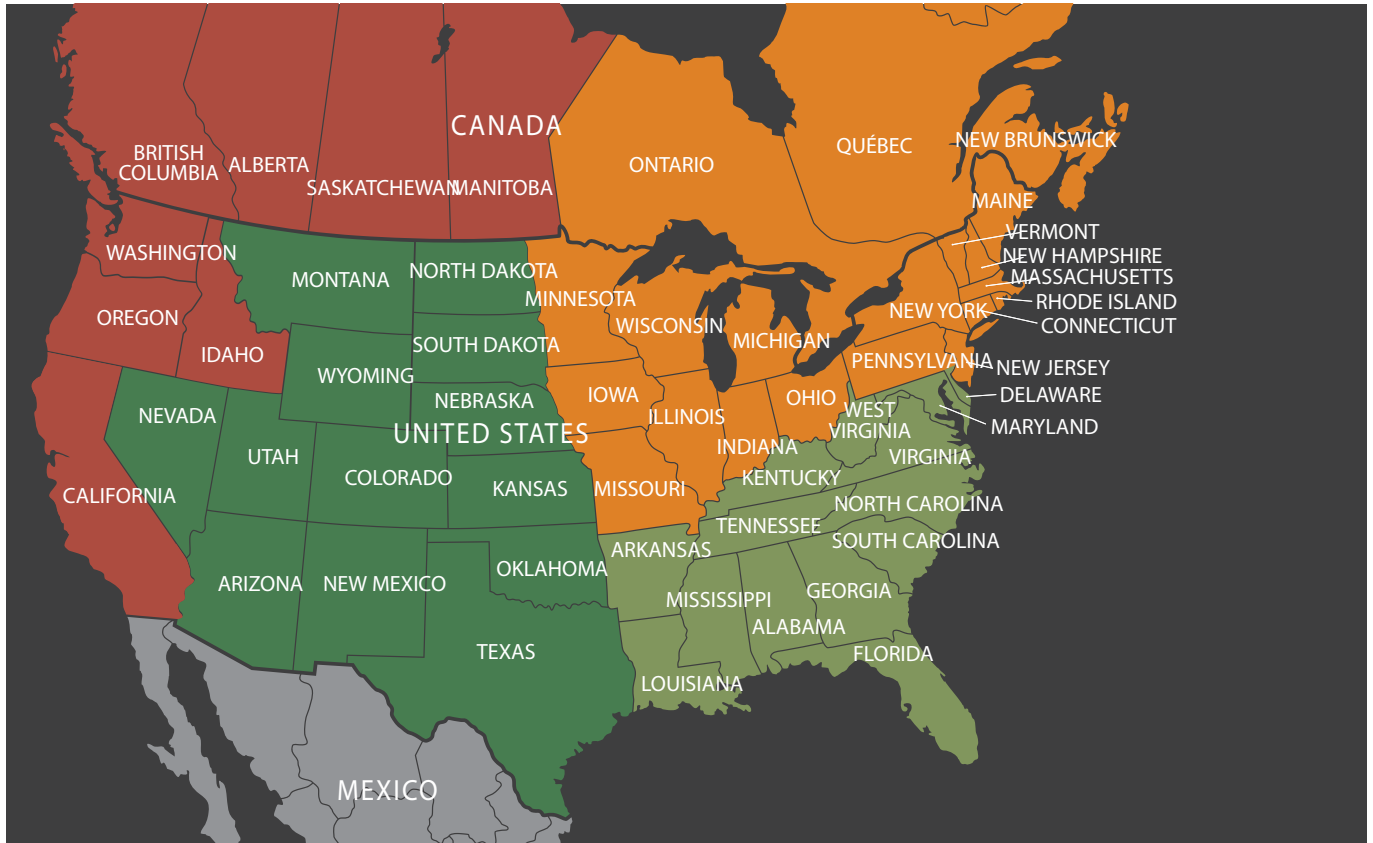 CANADA
BRITISH
COLUMBIA
ALBERTA
SASKATCHEWAN
MANITOBA
ONTARIO
QUÉBEC
NEW BRUNSWICK
MAINE
VERMONT
NEW HAMPSHIRE
MASSACHUSETTS
RHODE ISLAND
CONNECTICUT
WASHINGTON
MONTANA
NORTH DAKOTA
MINNESOTA
WISCONSIN
MICHIGAN
NEW YORK
OREGON
IDAHO
WYOMING
SOUTH DAKOTA
PENNSYLVANIA
NEW JERSEY
DELAWARE
MARYLAND
NEVADA
NEBRASKA
IOWA
ILLINOIS
OHIO
WEST
VIRGINIA
UNITED STATES
UTAH
COLORADO
INDIANA
VIRGINIA
CALIFORNIA
KANSAS
MISSOURI
KENTUCKY
NORTH CAROLINA
TENNESSEE
SOUTH CAROLINA
ARIZONA
NEW MEXICO
OKLAHOMA
ARKANSAS
MISSISSIPPI
GEORGIA
ALABAMA
TEXAS
LOUISIANA
FLORIDA
MEXICO